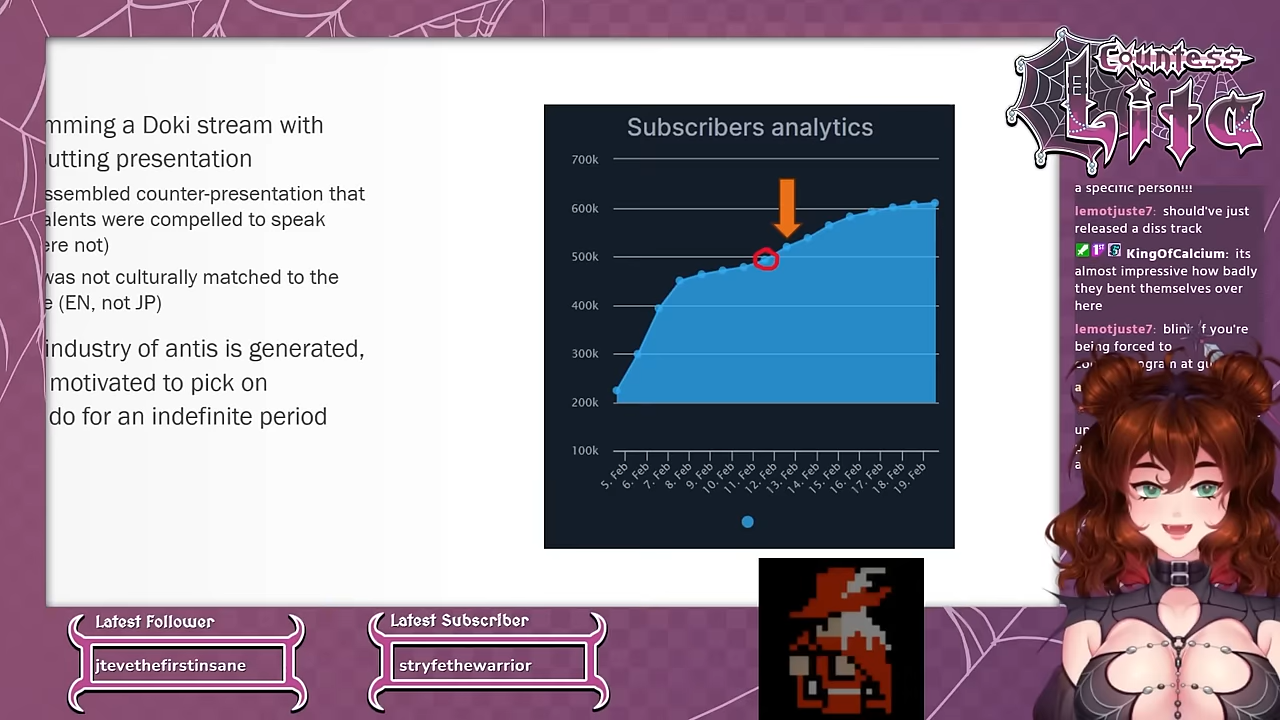 mming a Doki stream with
utting presentation
ssembled counter-presentation that
alents were compelled to speak
ere not)
was not culturally matched to the
e (EN, not JP)
industry of antis is generated,
motivated to pick on
do for an indefinite period
Subscribers analytics
700k
600k
500k
400k
300k
200k
100k
5. Feb
6. Feb
7. Feb
8. Feb
9. Feb
10. Feb
11. Feb
12. Feb
13. Feb
14. Feb
15. Feb
16. Feb
17. Feb
18. Feb
19. Feb
Countess
Lita
a specific person!!!
lemotjuste7: should've just
released a diss track
KingOfCalcium: its
almost impressive how badly
they bent themselves over
here
lemotjuste7: if you're
being forced to
Latest Follower
jtevethefirstinsane
Latest Subscriber
stryfethewarrior